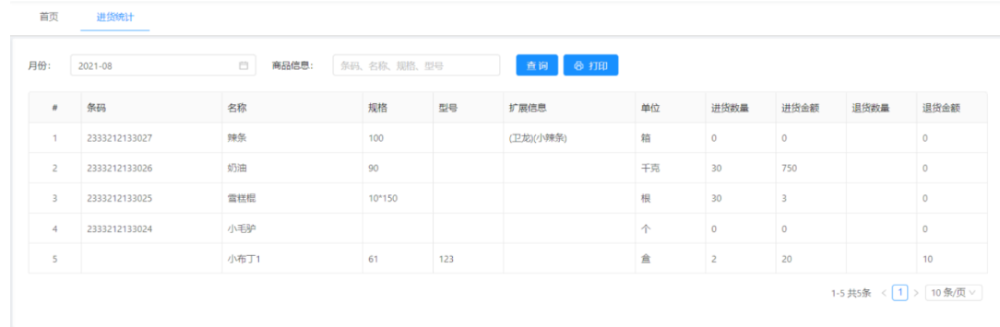 首页 进货统计
月份: 2021-08 商品信息: 条码、名称、规格、型号 查询 打印
# 条码 名称 规格 型号 扩展信息 单位 进货数量 进货金额 退货数量 退货金额
1 2333212133027 辣条 100 (卫龙)(小辣条) 箱 0 0 0
2 2333212133026 奶油 90 千克 30 750 0
3 2333212133025 雪糕棍 10*150 根 30 3 0
4 2333212133024 小毛驴 个 0 0 0
5 小布丁1 61 123 盒 2 20 10
1-5 共5条 < 1 > 10 条/页